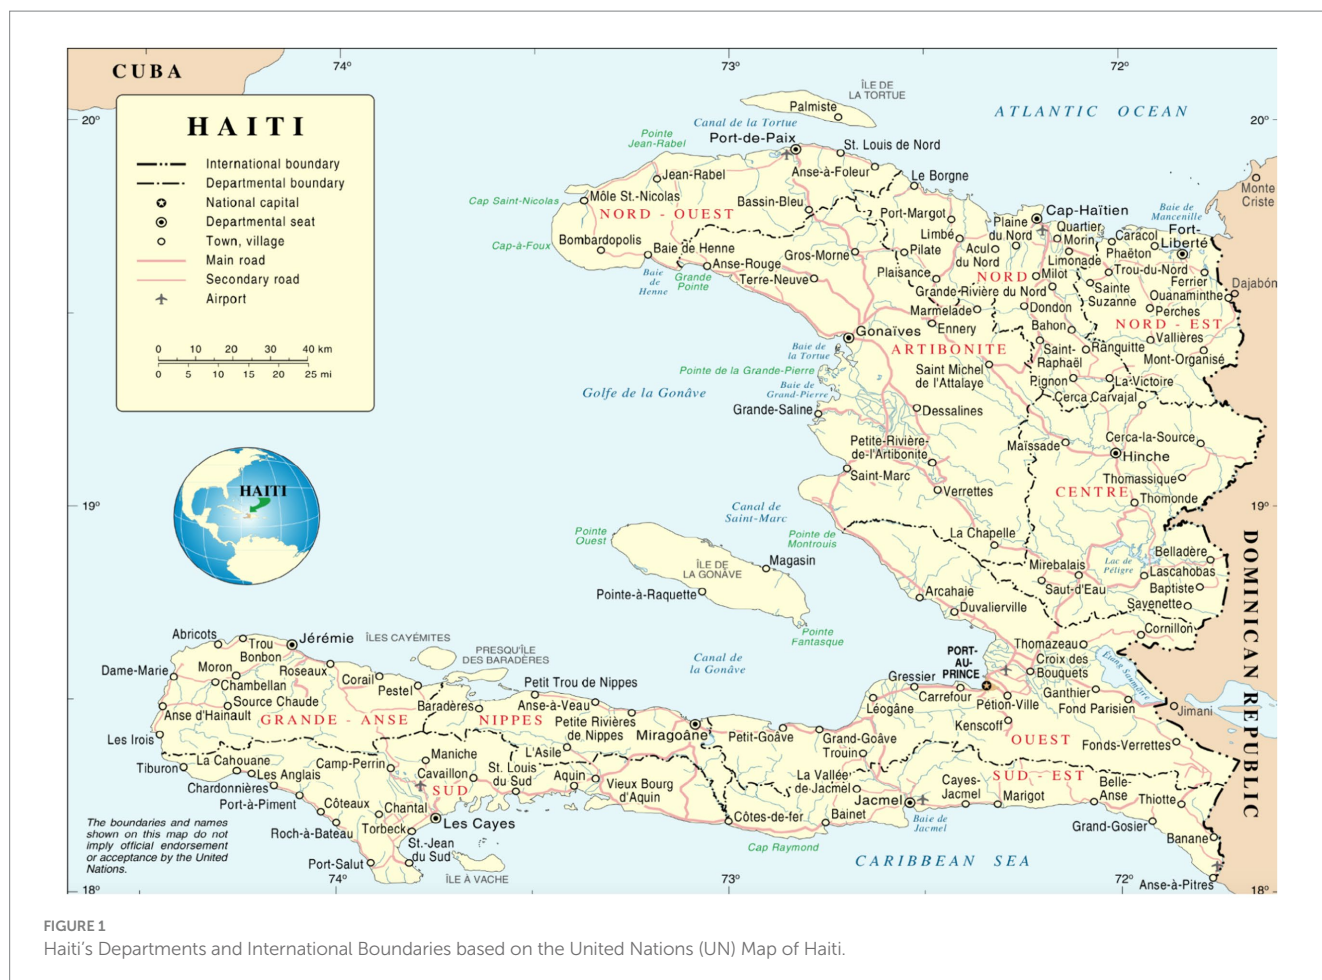 CUBA
74°
73°
72°
20°
HAITI
International boundary
Departmental boundary
National capital
Departmental seat
Town, village
Main road
Secondary road
Airport
0 10 20 30 40 km
0 5 10 15 20 25 mi
HAITI
ÎLE DE
LA TORTUE
Palmiste
ATLANTIC OCEAN
20°
Canal de la Tortue
Pointe
Jean-Rabel
Port-de-Paix
St. Louis de Nord
Jean-Rabel
Anse-à-Foleur
Le Borgne
Monte
Criste
Cap Saint-Nicolas
Môle St.-Nicolas
NORD - OUEST
Bassin-Bleu
Port-Margot
Cap-Haïtien
Baie de
Mancenille
Plaine
du Nord
Quartier
Morin
Caracol
Fort-
Liberté
Limbé
Cap-à-Foux
Bombardopolis
Baie de Henne
Gros-Morne
Pilate
Acul
du Nord
Limonade
Phaëton
Baie
de
Henne
Anse-Rouge
Grande
Pointe
Terre-Neuve
Plaisance
NORD
Milot
Trou-du-Nord
Ferrier
Dajabón
Grande-Rivière du Nord
Sainte
Suzanne
Ouanaminthe
Marmelade
Dondon
Perches
Gonaïves
Ennery
Bahon
NORD - EST
Vallières
Baie de
la Tortue
ARTIBONITE
Saint-
Raphaël
Ranquitte
Mont-Organisé
Pointe de la Grande-Pierre
Saint Michel
de l'Attalaye
Pignon
La Victoire
Golfe de la Gonâve
Baie de
Grand-Pierre
Cerca Carvajal
Grande-Saline
Dessalines
Petite-Rivière-
de-l'Artibonite
Maïssade
Cerca-la-Source
Hinche
Saint-Marc
Thomassique
Verrettes
CENTRE
Thomonde
19°
19°
Canal de
Saint-Marc
Pointe
Ouest
Pointe de
Montrouis
La Chapelle
ÎLE DE
LA GONÂVE
Magasin
Mirebalais
Lac de
Péligre
Belladère
Lascahobas
Pointe-à-Raquette
Saut-d'Eau
Baptiste
Arcahaie
Savenette
Duvalierville
Pointe
Fantasque
Cornillon
DOMINICAN REPUBLIC
Abricots
Trou
Bonbon
Jérémie
ÎLES CAYÉMITES
Thomazeau
PRESQU'ÎLE
DES BARADÈRES
Canal de
la Gonâve
PORT-
AU-
PRINCE
Croix des
Bouquets
Étang Saumâtre
Dame-Marie
Moron
Roseaux
Chambellan
Corail
Pestel
Petit Trou de Nippes
Gressier
Carrefour
Ganthier
Source Chaude
Baradères
Anse-à-Veau
Léogâne
Pétion-Ville
Fond Parisien
Jimani
Anse d'Hainault
GRANDE - ANSE
NIPPES
Petite Rivières
de Nippes
Miragoâne
Petit-Goâve
Grand-Goâve
Kenscoff
OUEST
Les Irois
L'Asile
Trouin
Fonds-Verrettes
Maniche
Tiburon
La Cahouane
Camp-Perrin
Les Anglais
Cavaillon
St. Louis
du Sud
Aquin
Vieux Bourg
d'Aquin
La Vallée
de-Jacmel
Cayes-
Jacmel
SUD - EST
Belle-
Anse
Chardonnières
SUD
Jacmel
Marigot
Thiotte
Port-à-Piment
Côteaux
Chantal
Bainet
Côtes-de-fer
Baie de
Jacmel
Grand-Gosier
Torbeck
Les Cayes
Roch-à-Bateau
Banane
St.-Jean
du Sud
Cap Raymond
CARIBBEAN SEA
Port-Salut
ÎLE À VACHE
Anse-à-Pitres
The boundaries and names
shown on this map do not
imply official endorsement
or acceptance by the United
Nations.
18°
74°
73°
72°
18°
FIGURE 1
Haiti's Departments and International Boundaries based on the United Nations (UN) Map of Haiti.